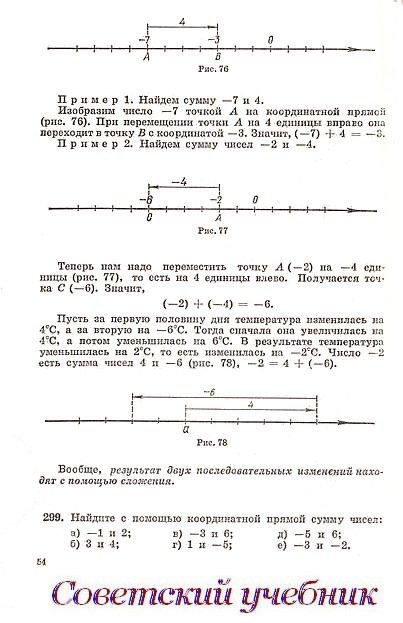 4
−7 −3 0
A B
Рис. 76
Пример 1. Найдем сумму −7 и 4.
Изобразим число −7 точкой A на координатной прямой
(рис. 76). При перемещении точки A на 4 единицы вправо она
переходит в точку B с координатой −3. Значит, (−7) + 4 = −3.
Пример 2. Найдем сумму чисел −2 и −4.
−4
−6 −2 0
C A
Рис. 77
Теперь нам надо переместить точку A (−2) на −4 еди-
ницы (рис. 77), то есть на 4 единицы влево. Получается точ-
ка C (−6). Значит,
(−2) + (−4) = −6.
Пусть за первую половину дня температура изменилась на
4°C, а за вторую на −6°C. Тогда сначала она увеличилась на
4°C, а потом уменьшилась на 6°C. В результате температура
уменьшилась на 2°C, то есть изменилась на −2°C. Число −2
есть сумма чисел 4 и −6 (рис. 78), −2 = 4 + (−6).
−6
4
a
Рис. 78
Вообще, результат двух последовательных изменений нахо-
дят с помощью сложения.
299. Найдите с помощью координатной прямой сумму чисел:
а) −1 и 2; в) −3 и 6; д) −5 и 6;
б) 3 и 4; г) 1 и −5; е) −3 и −2.
54
Советский учебник